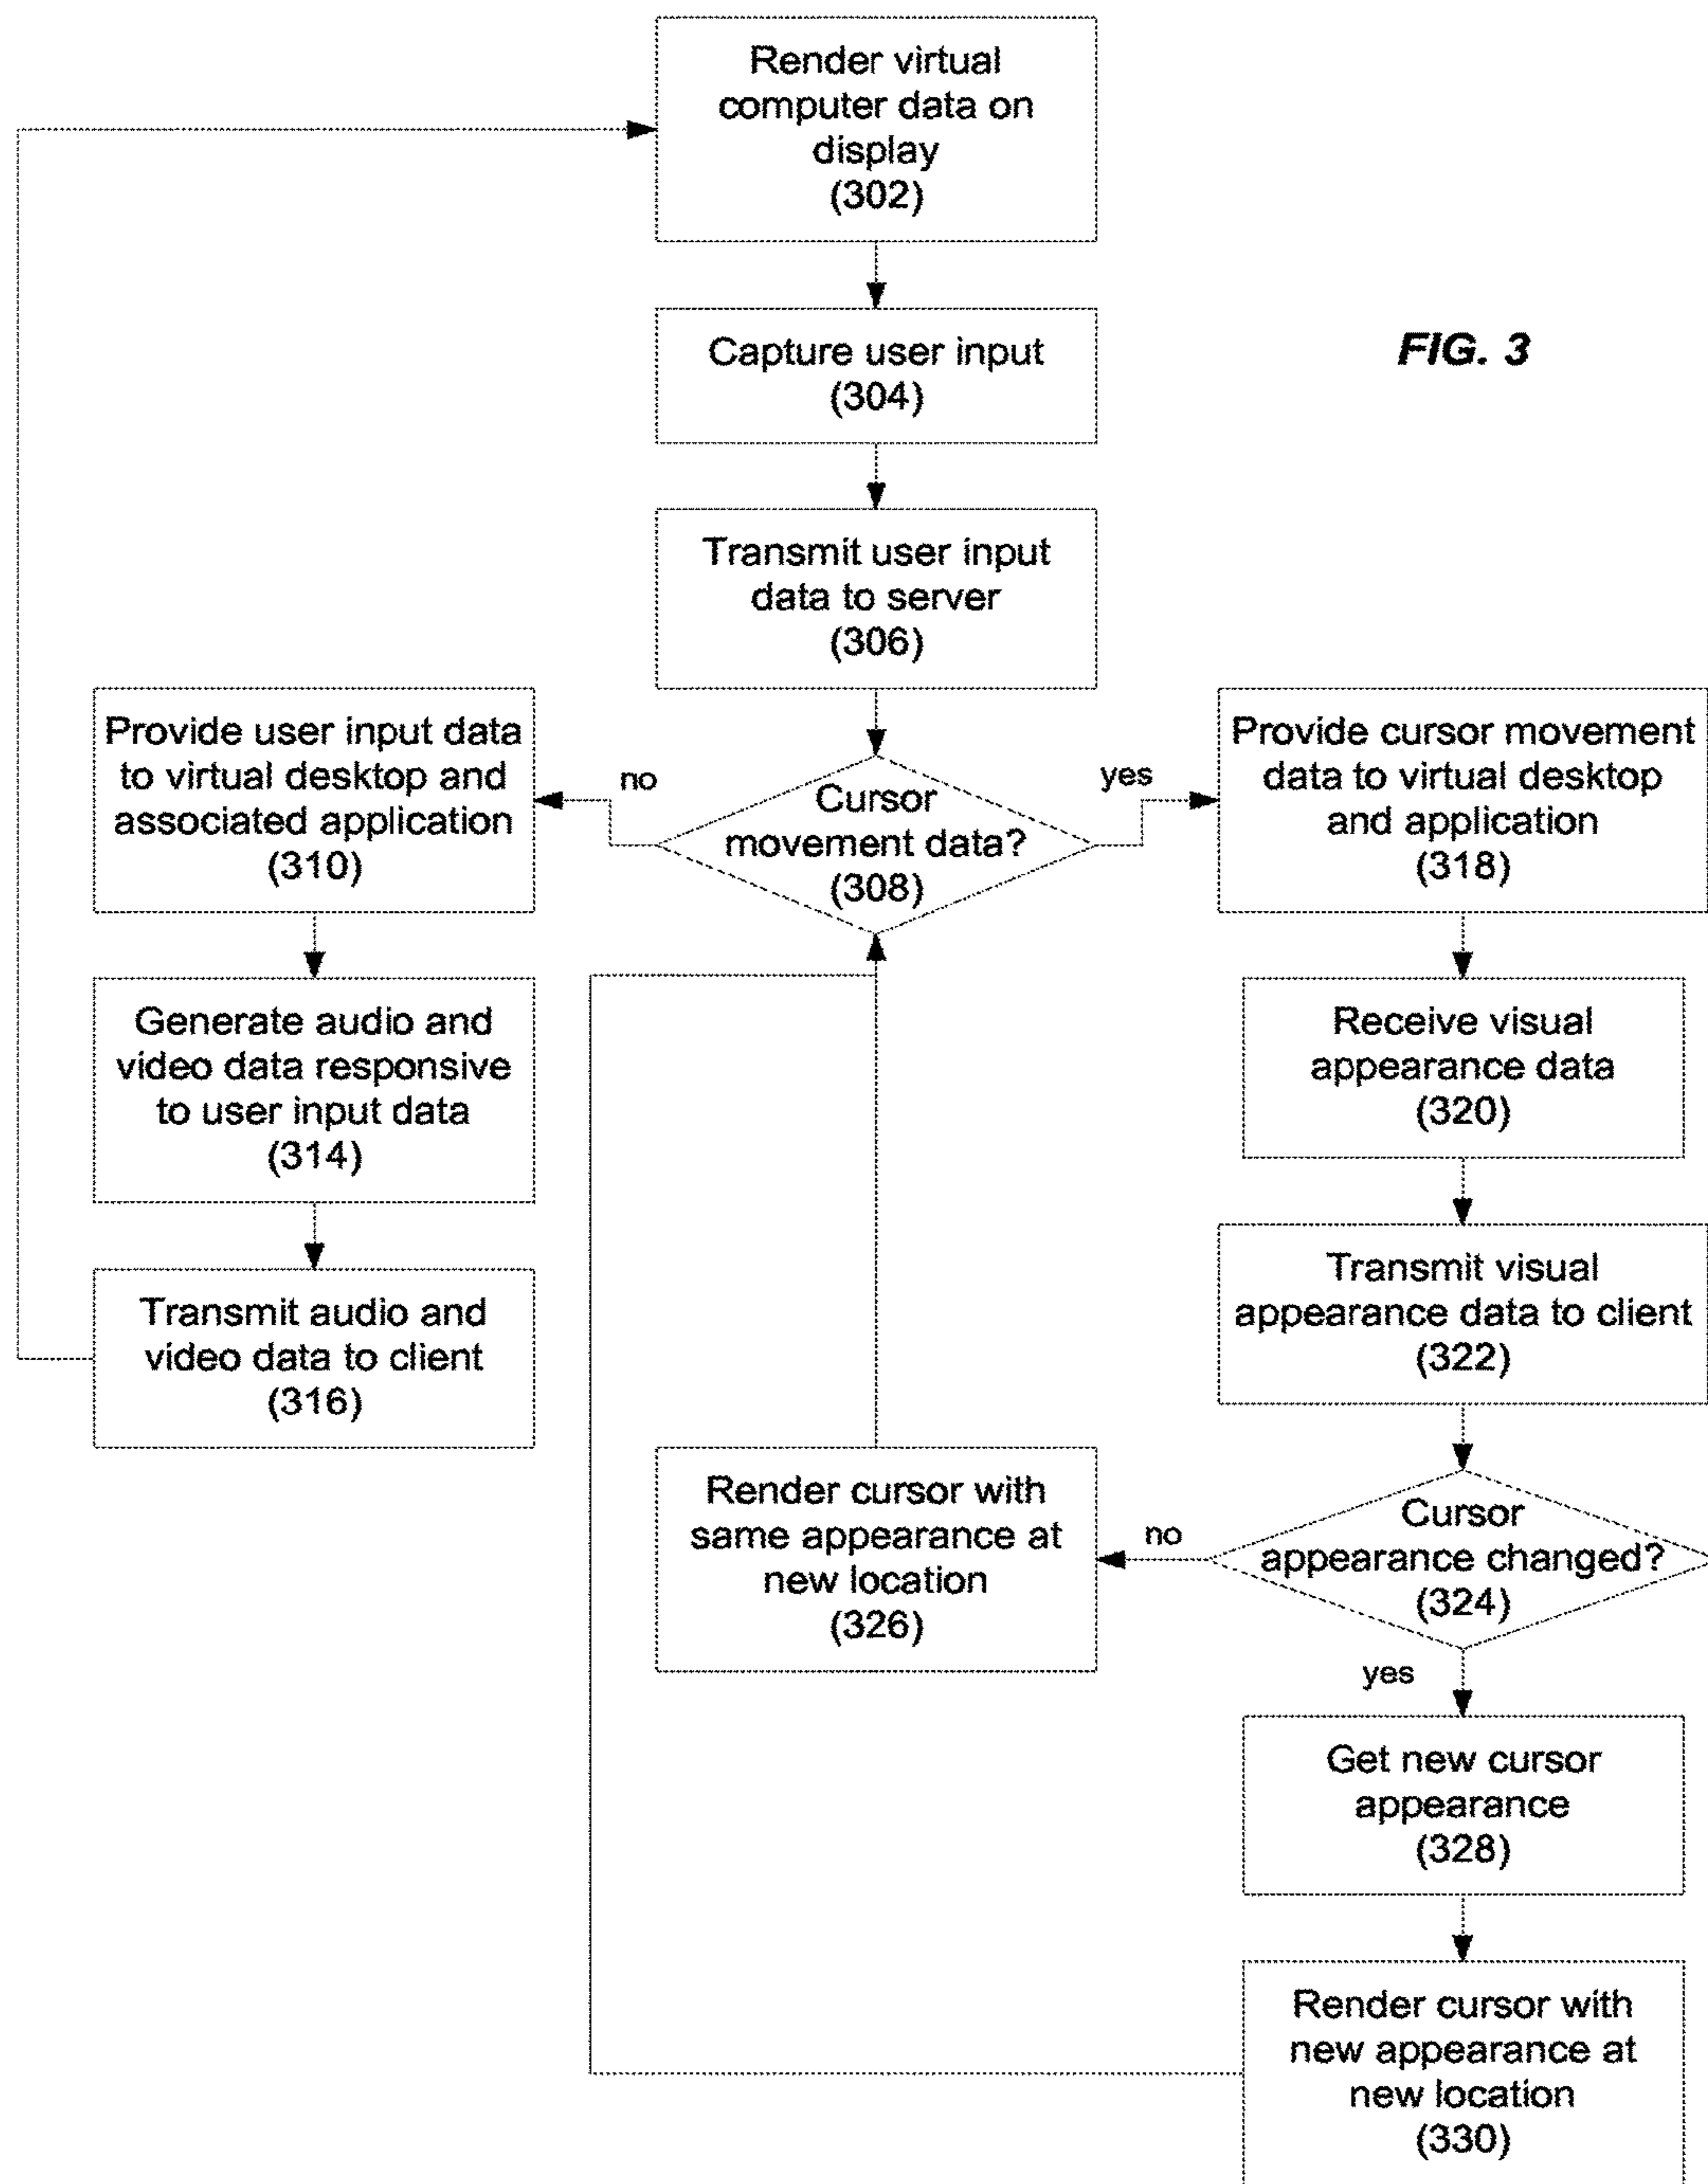 Render virtual
computer data on
display
(302)
Capture user input
(304)
FIG. 3
Transmit user input
data to server
(306)
Provide user input data
to virtual desktop and
associated application
(310)
no
Cursor
movement data?
(308)
yes
Provide cursor movement
data to virtual desktop
and application
(318)
Generate audio and
video data responsive
to user input data
(314)
Receive visual
appearance data
(320)
Transmit audio and
video data to client
(316)
Transmit visual
appearance data to client
(322)
Render cursor with
same appearance at
new location
(326)
no
Cursor
appearance changed?
(324)
yes
Get new cursor
appearance
(328)
Render cursor with
new appearance at
new location
(330)